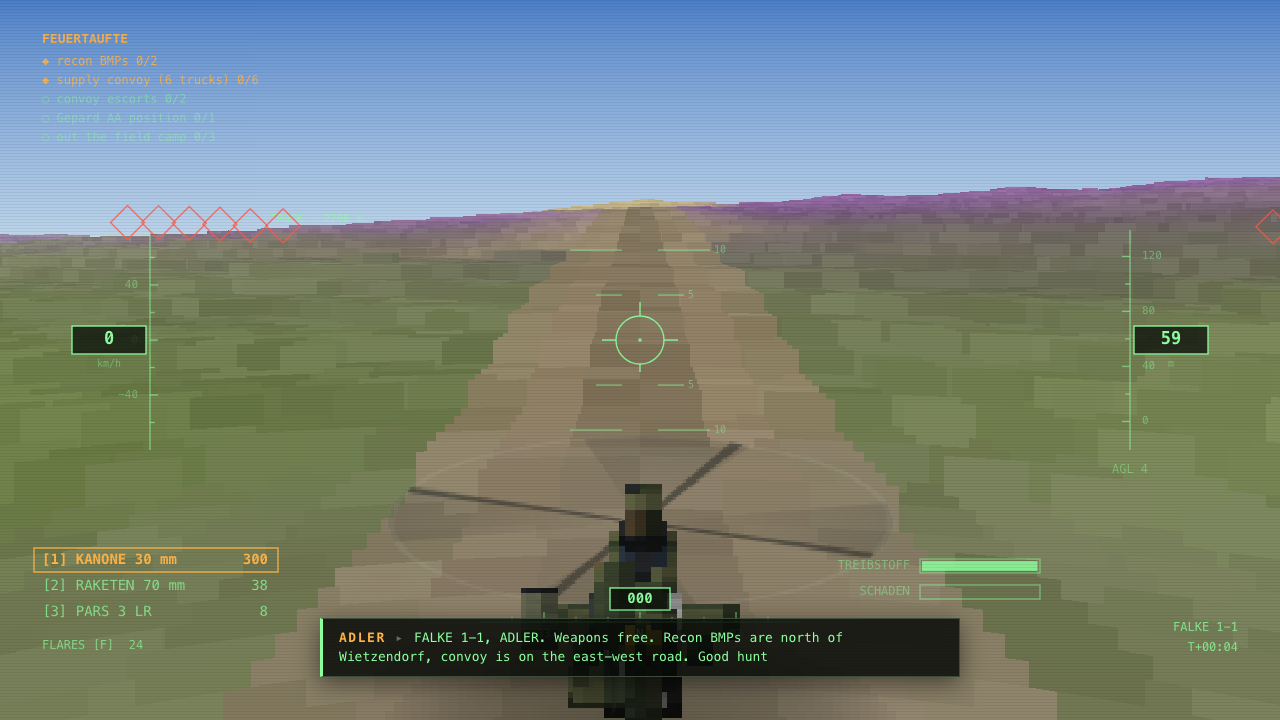 FEUERTAUFTE
◆ recon BMPs 0/2
◆ supply convoy (6 trucks) 0/6
○ convoy escorts 0/2
○ Gepard AA position 0/1
○ out the field camp 0/3
10
5
5
10
40
0
km/h
−40
120
80
59
40 m
0
AGL 4
[1] KANONE 30 mm 300
[2] RAKETEN 70 mm 38
[3] PARS 3 LR 8
FLARES [F] 24
TREIBSTOFF
SCHADEN
000
ADLER ▸ FALKE 1−1, ADLER. Weapons free. Recon BMPs are north of
Wietzendorf, convoy is on the east−west road. Good hunt
FALKE 1−1
T+00:04